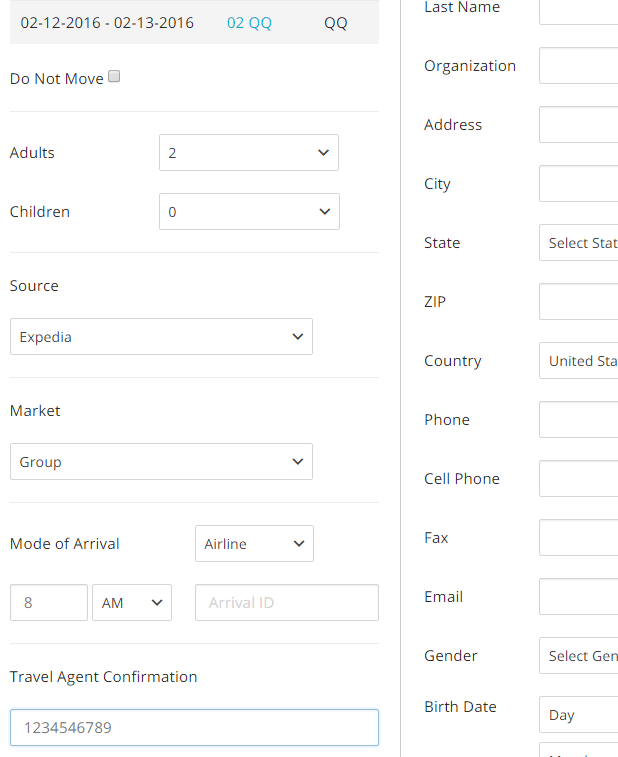 02-12-2016 - 02-13-2016 02 QQ QQ
Do Not Move
Adults 2
Children 0
Source
Expedia
Market
Group
Mode of Arrival Airline
8 AM Arrival ID
Travel Agent Confirmation
1234546789
Last Name
Organization
Address
City
State Select Stat
ZIP
Country United Sta
Phone
Cell Phone
Fax
Email
Gender Select Gen
Birth Date Day